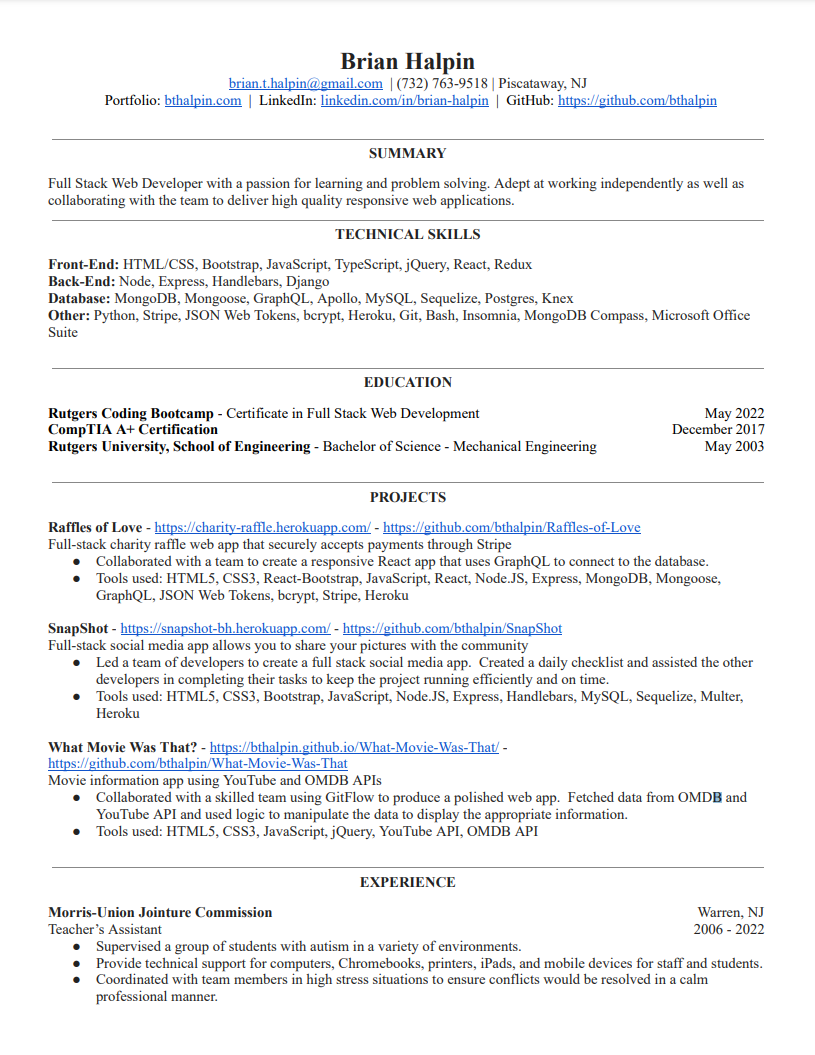 Brian Halpin
brian.t.halpin@gmail.com | (732) 763-9518 | Piscataway, NJ
Portfolio: bthalpin.com | LinkedIn: linkedin.com/in/brian-halpin | GitHub: https://github.com/bthalpin
SUMMARY
Full Stack Web Developer with a passion for learning and problem solving. Adept at working independently as well as
collaborating with the team to deliver high quality responsive web applications.
TECHNICAL SKILLS
Front-End: HTML/CSS, Bootstrap, JavaScript, TypeScript, jQuery, React, Redux
Back-End: Node, Express, Handlebars, Django
Database: MongoDB, Mongoose, GraphQL, Apollo, MySQL, Sequelize, Postgres, Knex
Other: Python, Stripe, JSON Web Tokens, bcrypt, Heroku, Git, Bash, Insomnia, MongoDB Compass, Microsoft Office
Suite
EDUCATION
Rutgers Coding Bootcamp - Certificate in Full Stack Web Development May 2022
CompTIA A+ Certification December 2017
Rutgers University, School of Engineering - Bachelor of Science - Mechanical Engineering May 2003
PROJECTS
Raffles of Love - https://charity-raffle.herokuapp.com/ - https://github.com/bthalpin/Raffles-of-Love
Full-stack charity raffle web app that securely accepts payments through Stripe
● Collaborated with a team to create a responsive React app that uses GraphQL to connect to the database.
● Tools used: HTML5, CSS3, React-Bootstrap, JavaScript, React, Node.JS, Express, MongoDB, Mongoose,
GraphQL, JSON Web Tokens, bcrypt, Stripe, Heroku
SnapShot - https://snapshot-bh.herokuapp.com/ - https://github.com/bthalpin/SnapShot
Full-stack social media app allows you to share your pictures with the community
● Led a team of developers to create a full stack social media app. Created a daily checklist and assisted the other
developers in completing their tasks to keep the project running efficiently and on time.
● Tools used: HTML5, CSS3, Bootstrap, JavaScript, Node.JS, Express, Handlebars, MySQL, Sequelize, Multer,
Heroku
What Movie Was That? - https://bthalpin.github.io/What-Movie-Was-That/ -
https://github.com/bthalpin/What-Movie-Was-That
Movie information app using YouTube and OMDB APIs
● Collaborated with a skilled team using GitFlow to produce a polished web app. Fetched data from OMDB and
YouTube API and used logic to manipulate the data to display the appropriate information.
● Tools used: HTML5, CSS3, JavaScript, jQuery, YouTube API, OMDB API
EXPERIENCE
Morris-Union Jointure Commission Warren, NJ
Teacher’s Assistant 2006 - 2022
● Supervised a group of students with autism in a variety of environments.
● Provide technical support for computers, Chromebooks, printers, iPads, and mobile devices for staff and students.
● Coordinated with team members in high stress situations to ensure conflicts would be resolved in a calm
professional manner.